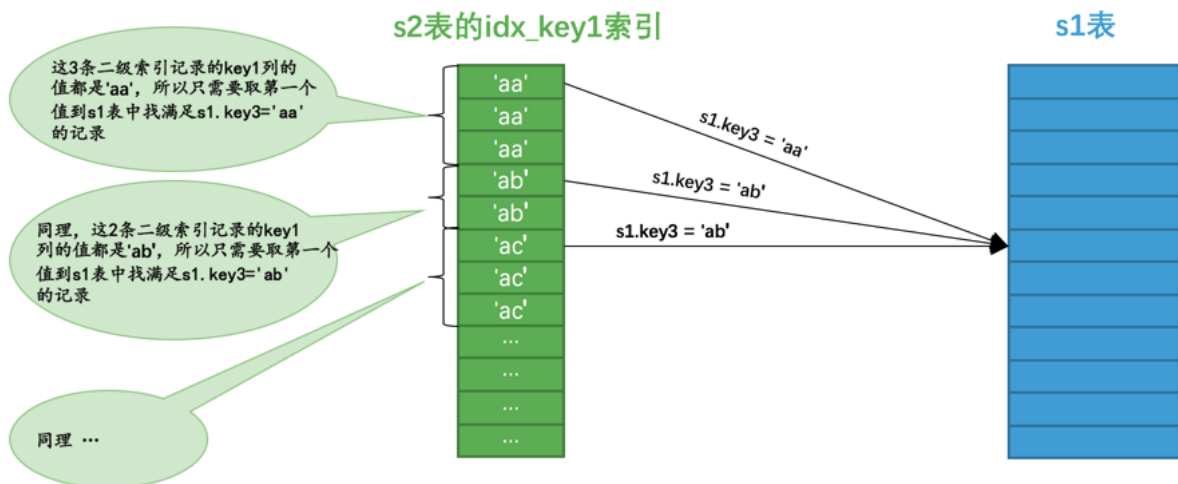 s2表的idx_key1索引
s1表
这3条二级索引记录的key1列的
值都是'aa'，所以只需要取第一个
值到s1表中找满足s1.key3='aa'
的记录
同理，这2条二级索引记录的key1
列的值都是'ab'，所以只需要取第一个
值到s1表中找满足s1.key3='ab'
的记录
同理 …
'aa'
'aa'
'aa'
'ab'
'ab'
'ac'
'ac'
'ac'
…
…
…
…
s1.key3 = 'aa'
s1.key3 = 'ab'
s1.key3 = 'ab'